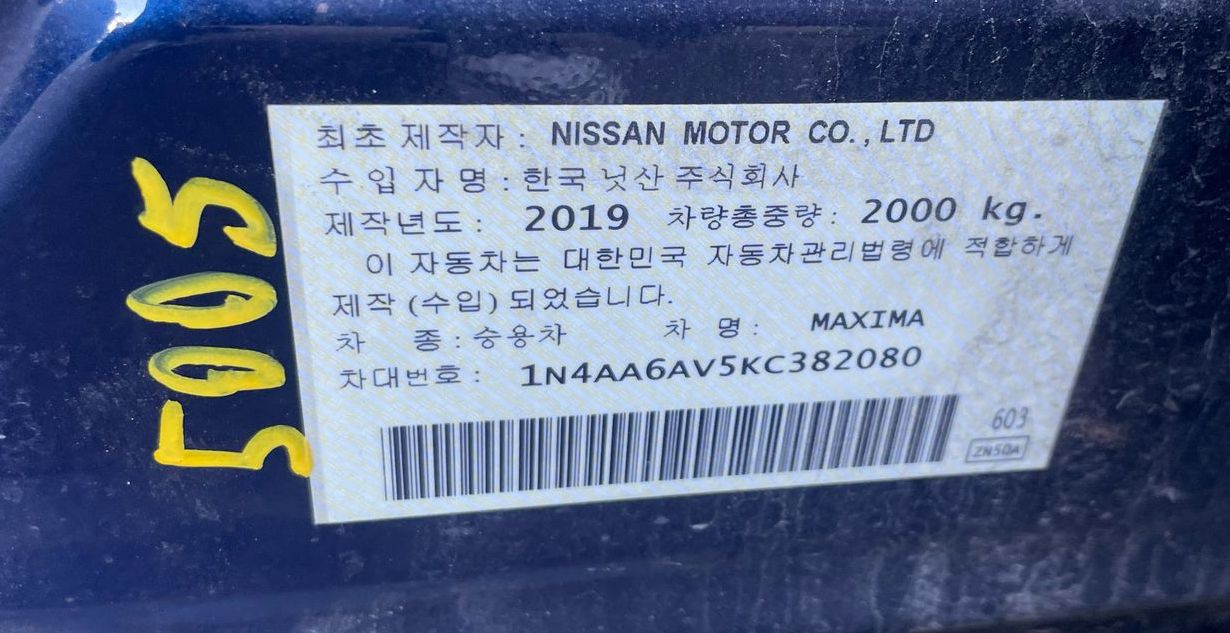 최초 제작자 : NISSAN MOTOR CO., LTD
수 입 자 명 : 한국 닛산 주식회사
제작년도 : 2019 차량총중량 : 2000 kg.
이 자동차는 대한민국 자동차관리법령에 적합하게
제작 (수입) 되었습니다.
차 종 : 승용차 차 명 : MAXIMA
차대번호 : 1N4AA6AV5KC382080
603
ZN50A
5005